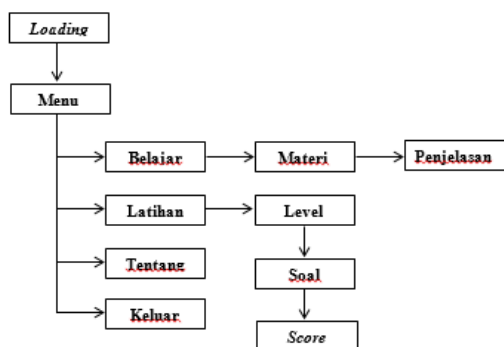 Loading
Menu
Belajar
Materi
Penjelasan
Latihan
Level
Tentang
Soal
Keluar
Score